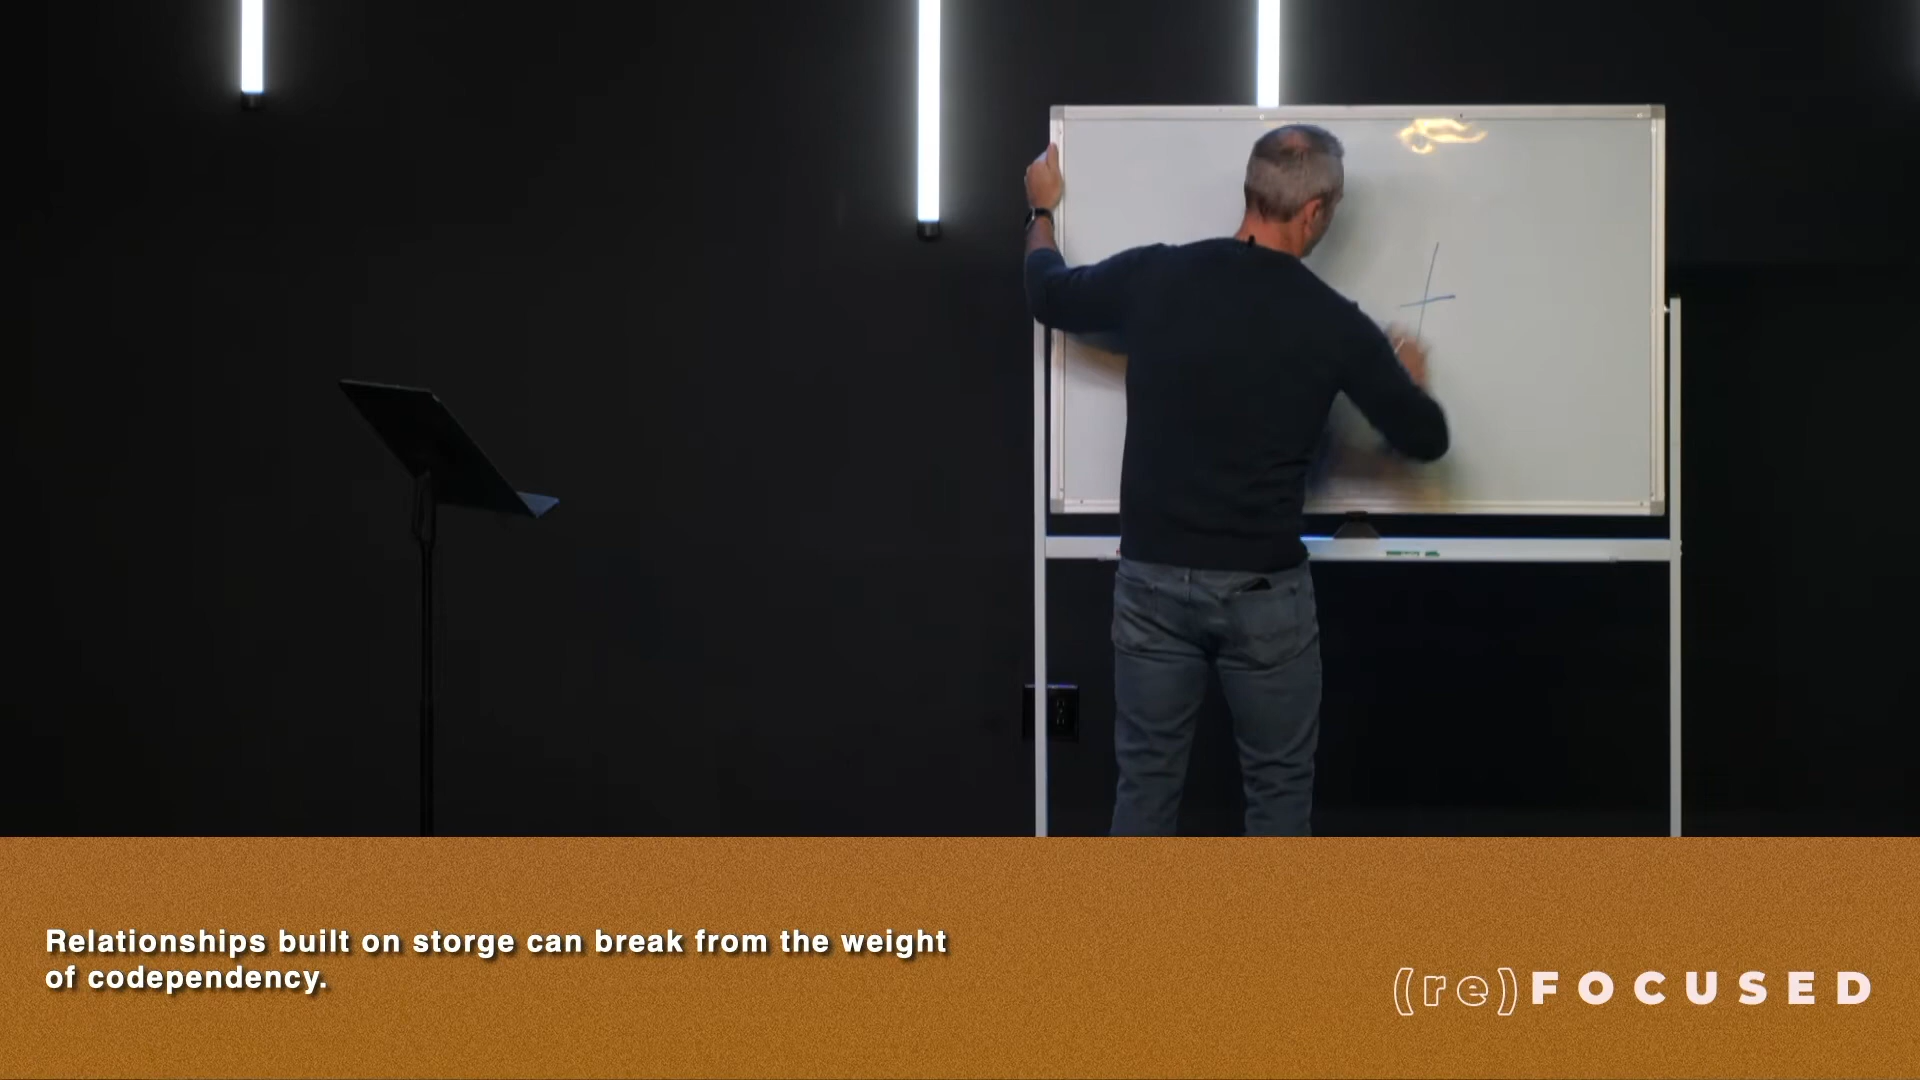 Relationships built on storge can break from the weight
of codependency.
(re)FOCUSED